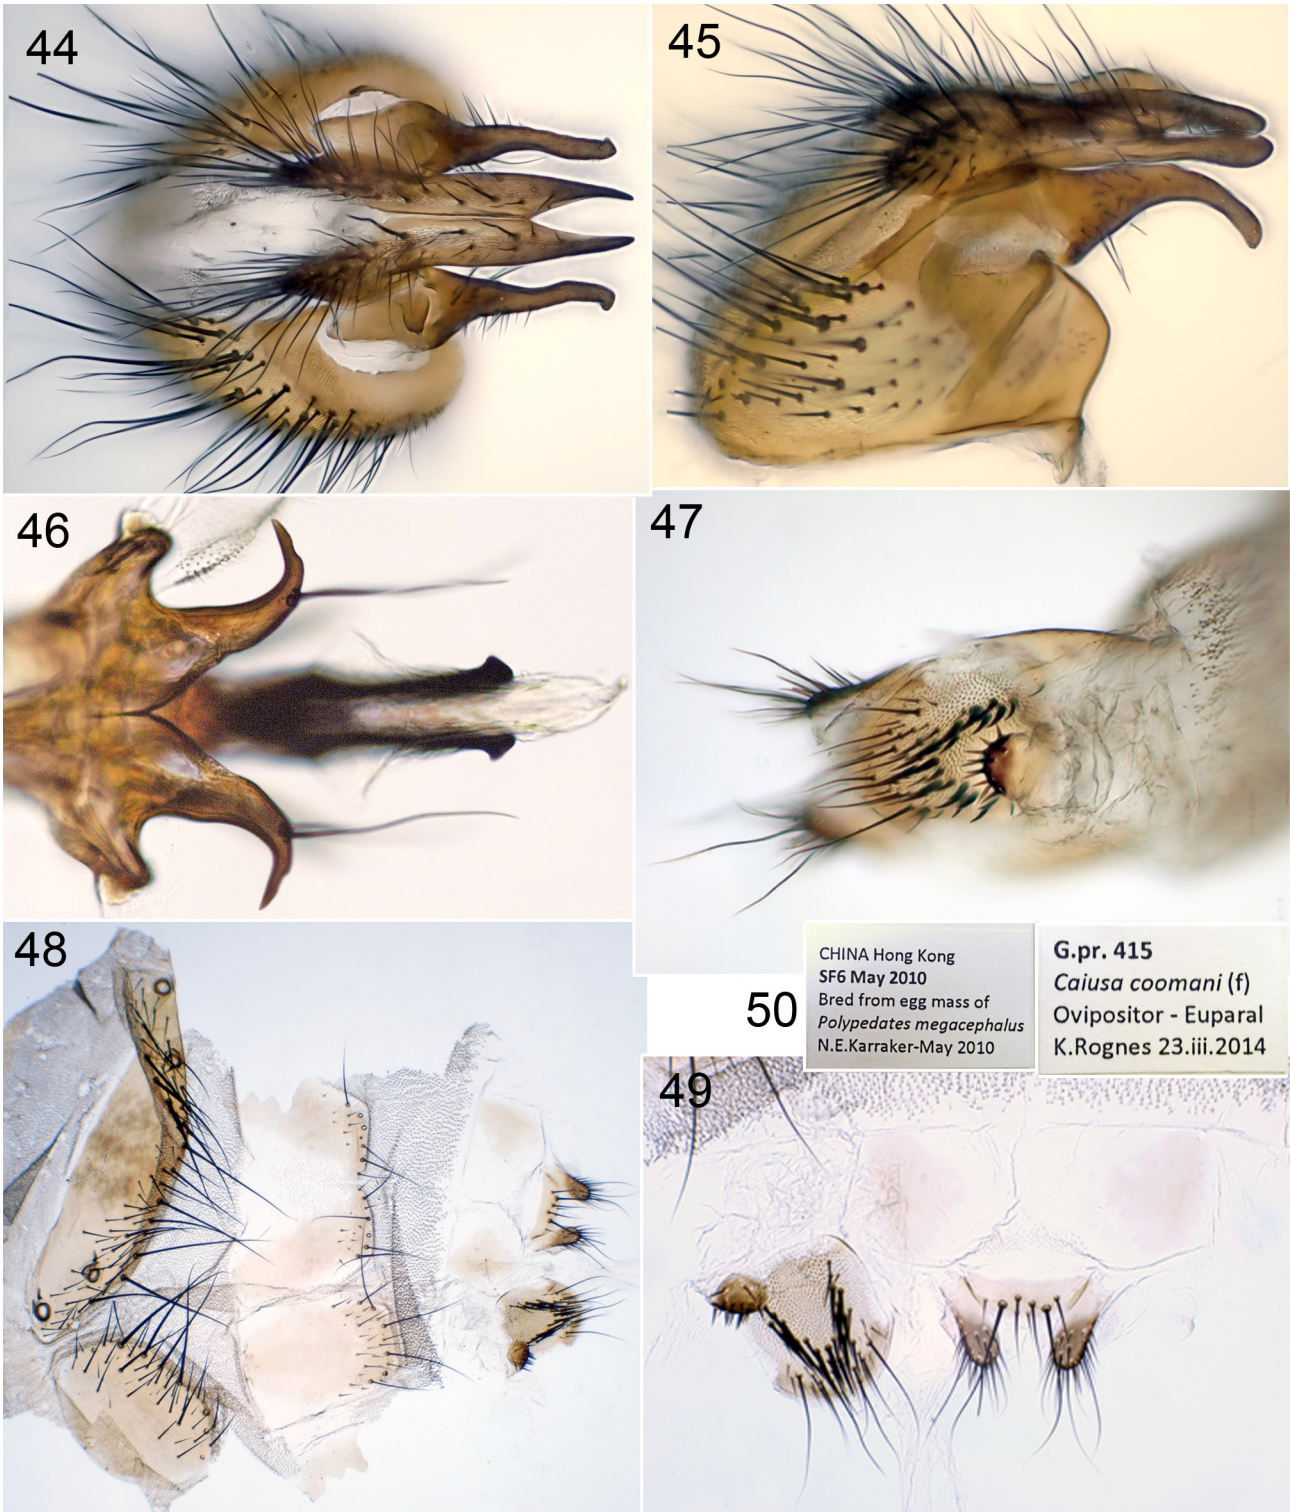 44
45
46
47
48
CHINA Hong Kong
SF6 May 2010
Bred from egg mass of
Polypedates megacephalus
N.E.Karraker-May 2010
G.pr. 415
Caiusa coomani (f)
Ovipositor - Euparal
K.Rognes 23.iii.2014
50
49